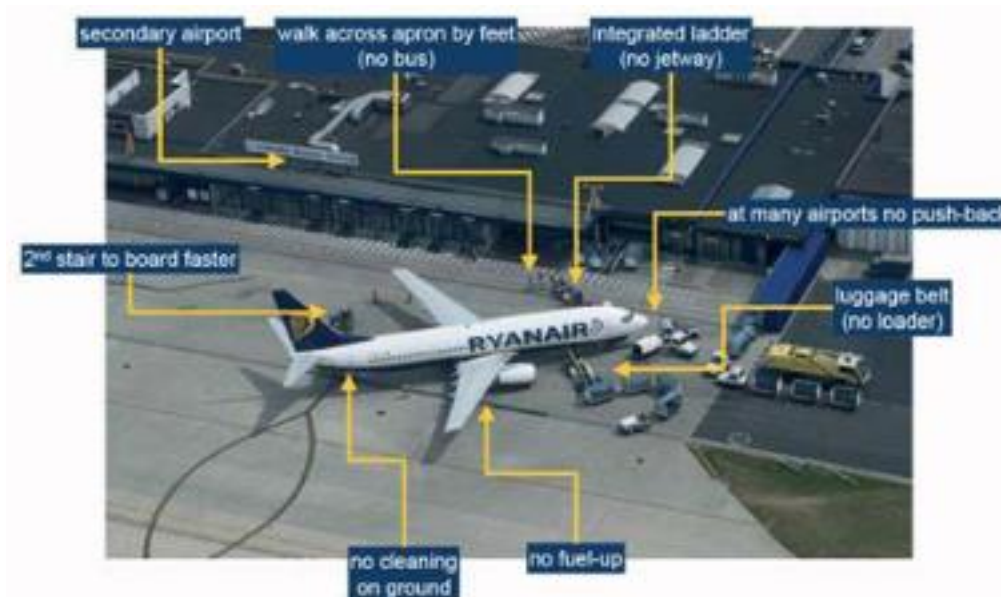 secondary airport
walk across apron by feet
(no bus)
integrated ladder
(no jetway)
at many airports no push-bac
2nd stair to board faster
luggage belt
(no loader)
RYANAIR
no cleaning
on ground
no fuel-up